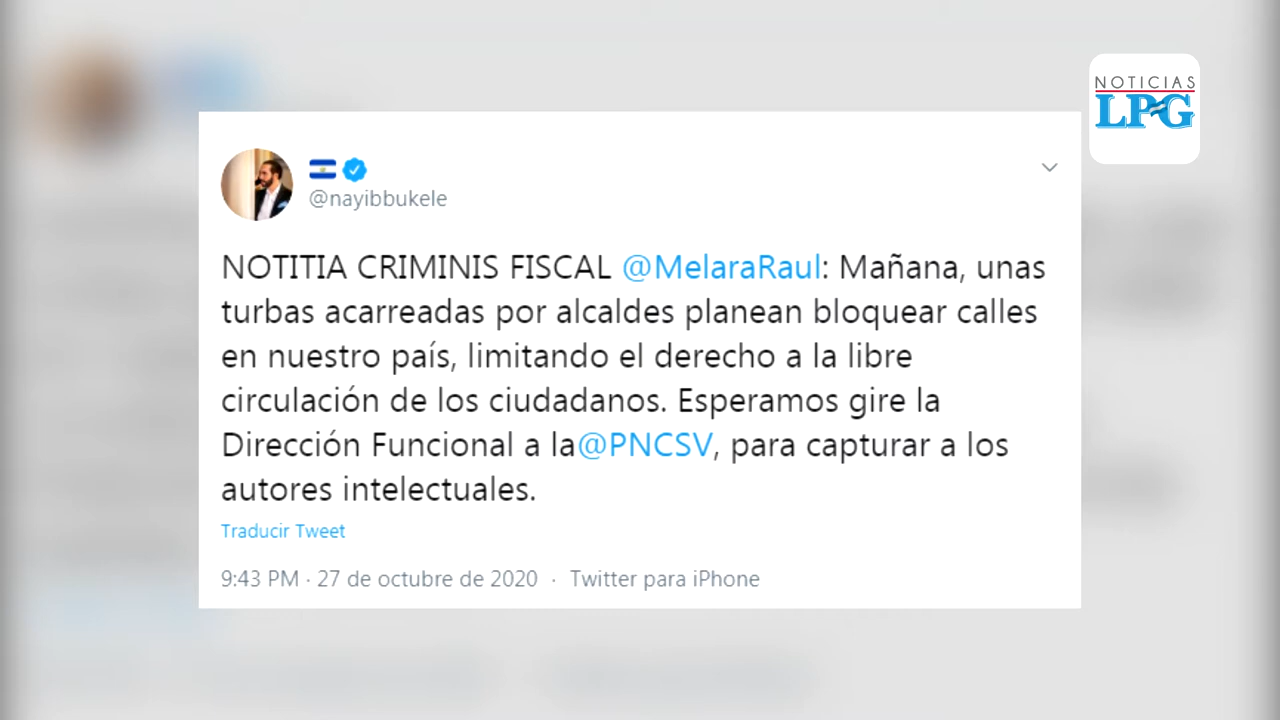 NOTICIAS
LPG
@nayibbukele
NOTITIA CRIMINIS FISCAL @MelaraRaul: Mañana, unas
turbas acarreadas por alcaldes planean bloquear calles
en nuestro país, limitando el derecho a la libre
circulación de los ciudadanos. Esperamos gire la
Dirección Funcional a la@PNCSV, para capturar a los
autores intelectuales.
Traducir Tweet
9:43 PM · 27 de octubre de 2020 · Twitter para iPhone